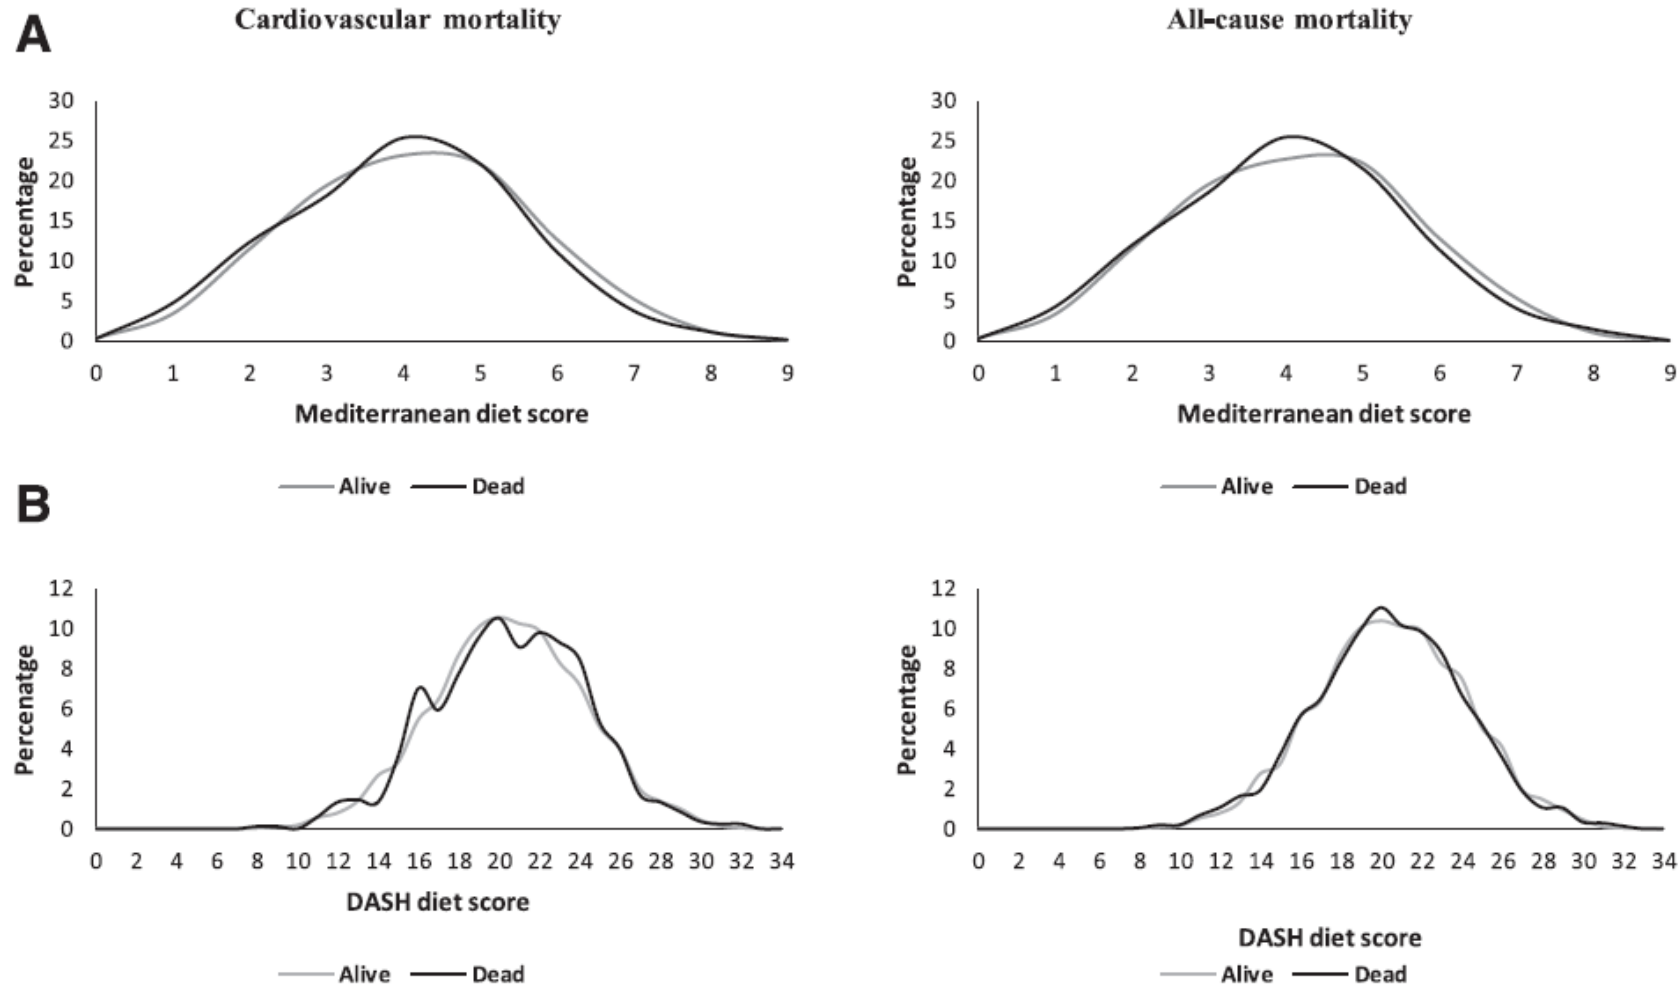 A
Cardiovascular mortality
30
25
20
15
10
5
0
Percentage
0 1 2 3 4 5 6 7 8 9
Mediterranean diet score
Alive Dead
All-cause mortality
30
25
20
15
10
5
0
Percentage
0 1 2 3 4 5 6 7 8 9
Mediterranean diet score
Alive Dead
B
12
10
8
6
4
2
0
Percenatge
0 2 4 6 8 10 12 14 16 18 20 22 24 26 28 30 32 34
DASH diet score
Alive Dead
12
10
8
6
4
2
0
Percentage
0 2 4 6 8 10 12 14 16 18 20 22 24 26 28 30 32 34
DASH diet score
Alive Dead